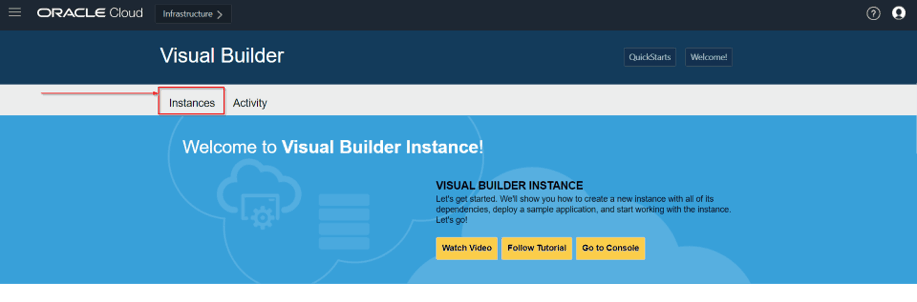 ORACLE Cloud
Infrastructure >
?
Visual Builder
QuickStarts
Welcome!
Instances
Activity
Welcome to Visual Builder Instance!
VISUAL BUILDER INSTANCE
Let's get started. We'll show you how to create a new instance with all of its
dependencies, deploy a sample application, and start working with the instance.
Let's go!
Watch Video
Follow Tutorial
Go to Console